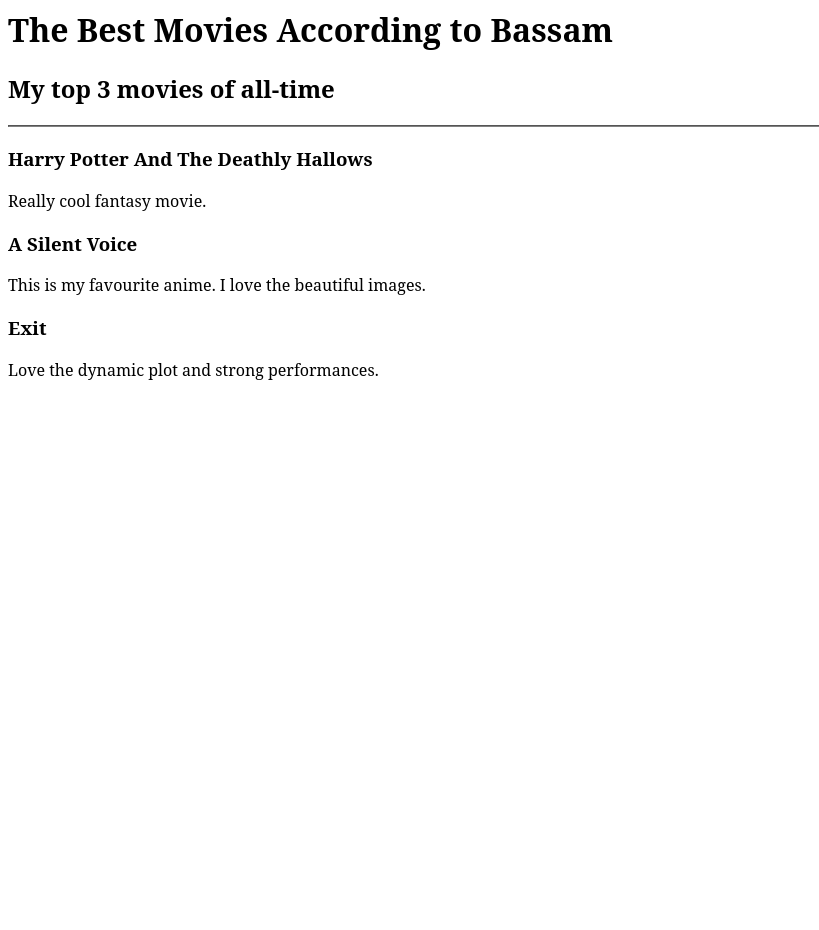 The Best Movies According to Bassam
My top 3 movies of all-time
Harry Potter And The Deathly Hallows
Really cool fantasy movie.
A Silent Voice
This is my favourite anime. I love the beautiful images.
Exit
Love the dynamic plot and strong performances.